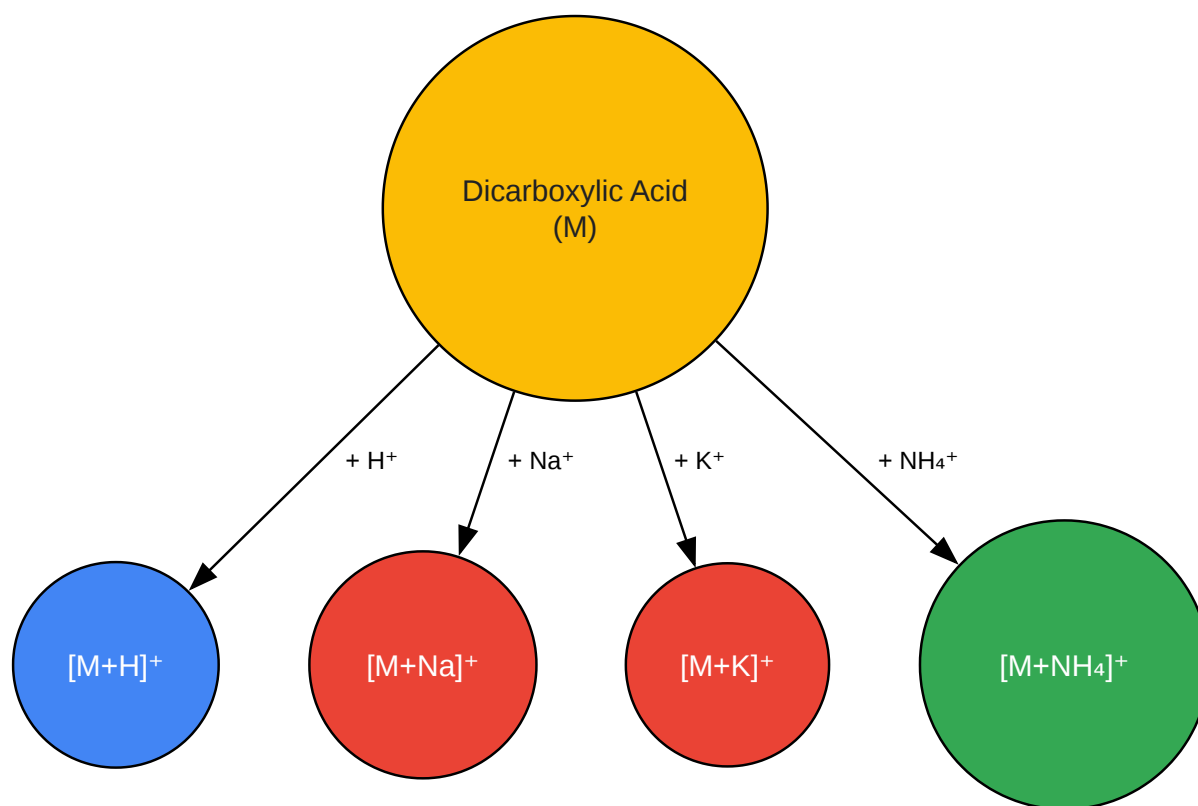 Dicarboxylic Acid
(M)
+ H⁺
+ Na⁺
+ K⁺
+ NH₄⁺
[M+H]⁺
[M+Na]⁺
[M+K]⁺
[M+NH₄]⁺